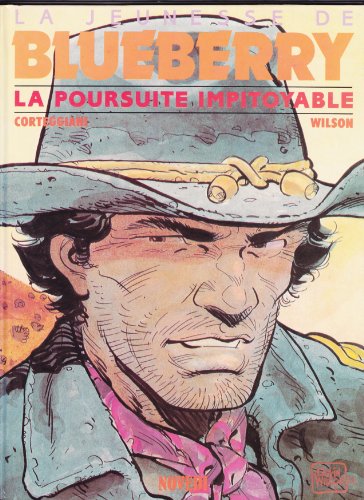 LA JEUNESSE DE
BLUEBERRY
LA POURSUITE IMPITOYABLE
CORTEGGIANI
WILSON
NOVEDI